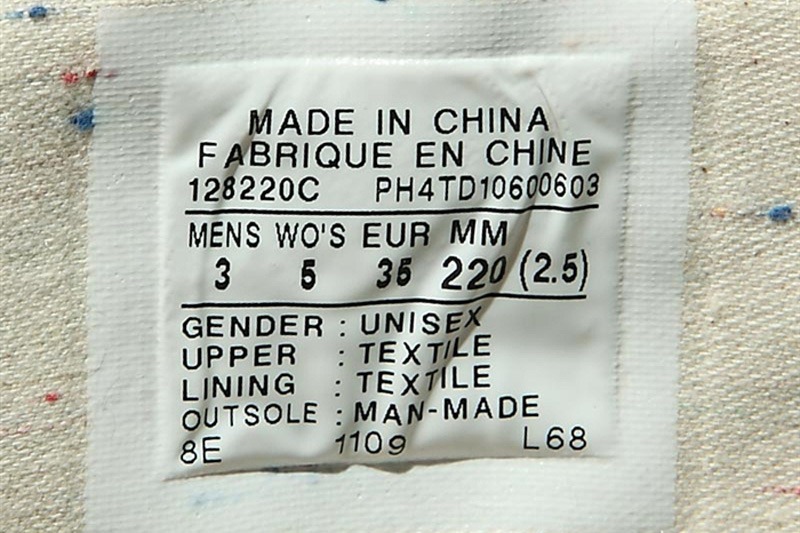 MADE IN CHINA
FABRIQUE EN CHINE
128220C PH4TD10600603
MENS WO'S EUR MM
3 5 35 220 (2.5)
GENDER : UNISEX
UPPER : TEXTILE
LINING : TEXTILE
OUTSOLE : MAN-MADE
8E 1109 L68